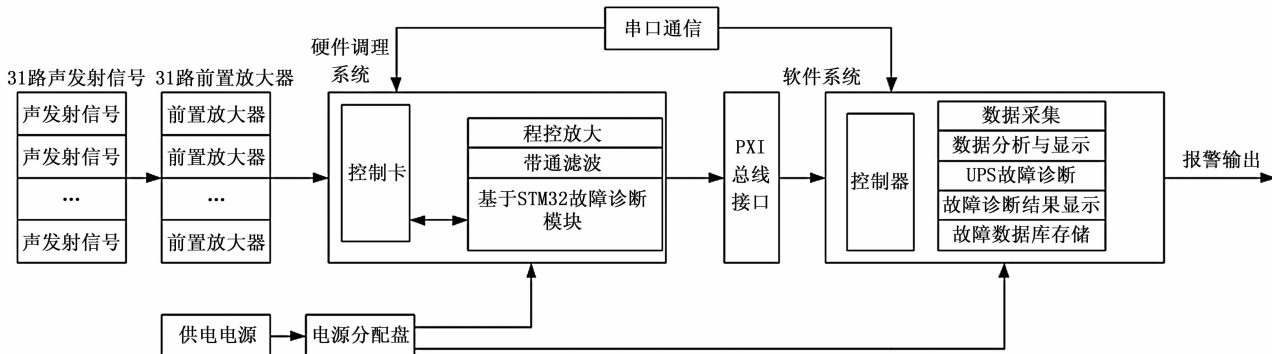 串口通信
硬件调理
系统
软件系统
31路声发射信号
31路前置放大器
声发射信号
声发射信号
...
声发射信号
前置放大器
前置放大器
...
前置放大器
控制卡
程控放大
带通滤波
基于STM32故障诊断
模块
PXI
总线
接口
控制器
数据采集
数据分析与显示
UPS故障诊断
故障诊断结果显示
故障数据库存储
报警输出
供电电源
电源分配盘